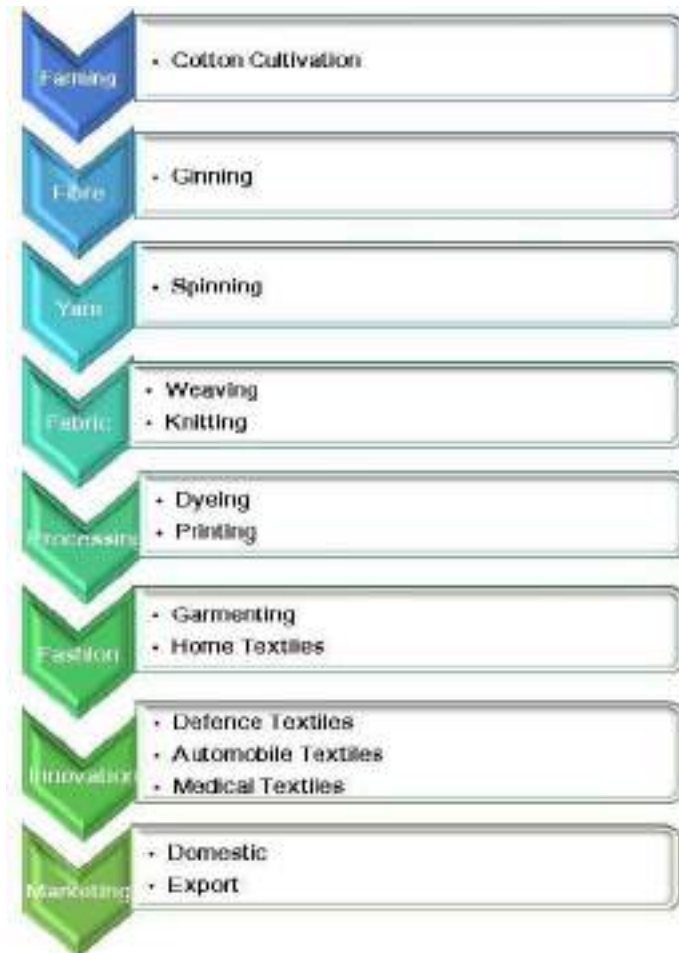 Farming
• Cotton Cultivation
Fibre
• Ginning
Yarn
• Spinning
Fabric
• Weaving
• Knitting
Processing
• Dyeing
• Printing
Fashion
• Garmenting
• Home Textiles
Innovation
• Defence Textiles
• Automobile Textiles
• Medical Textiles
Marketing
• Domestic
• Export